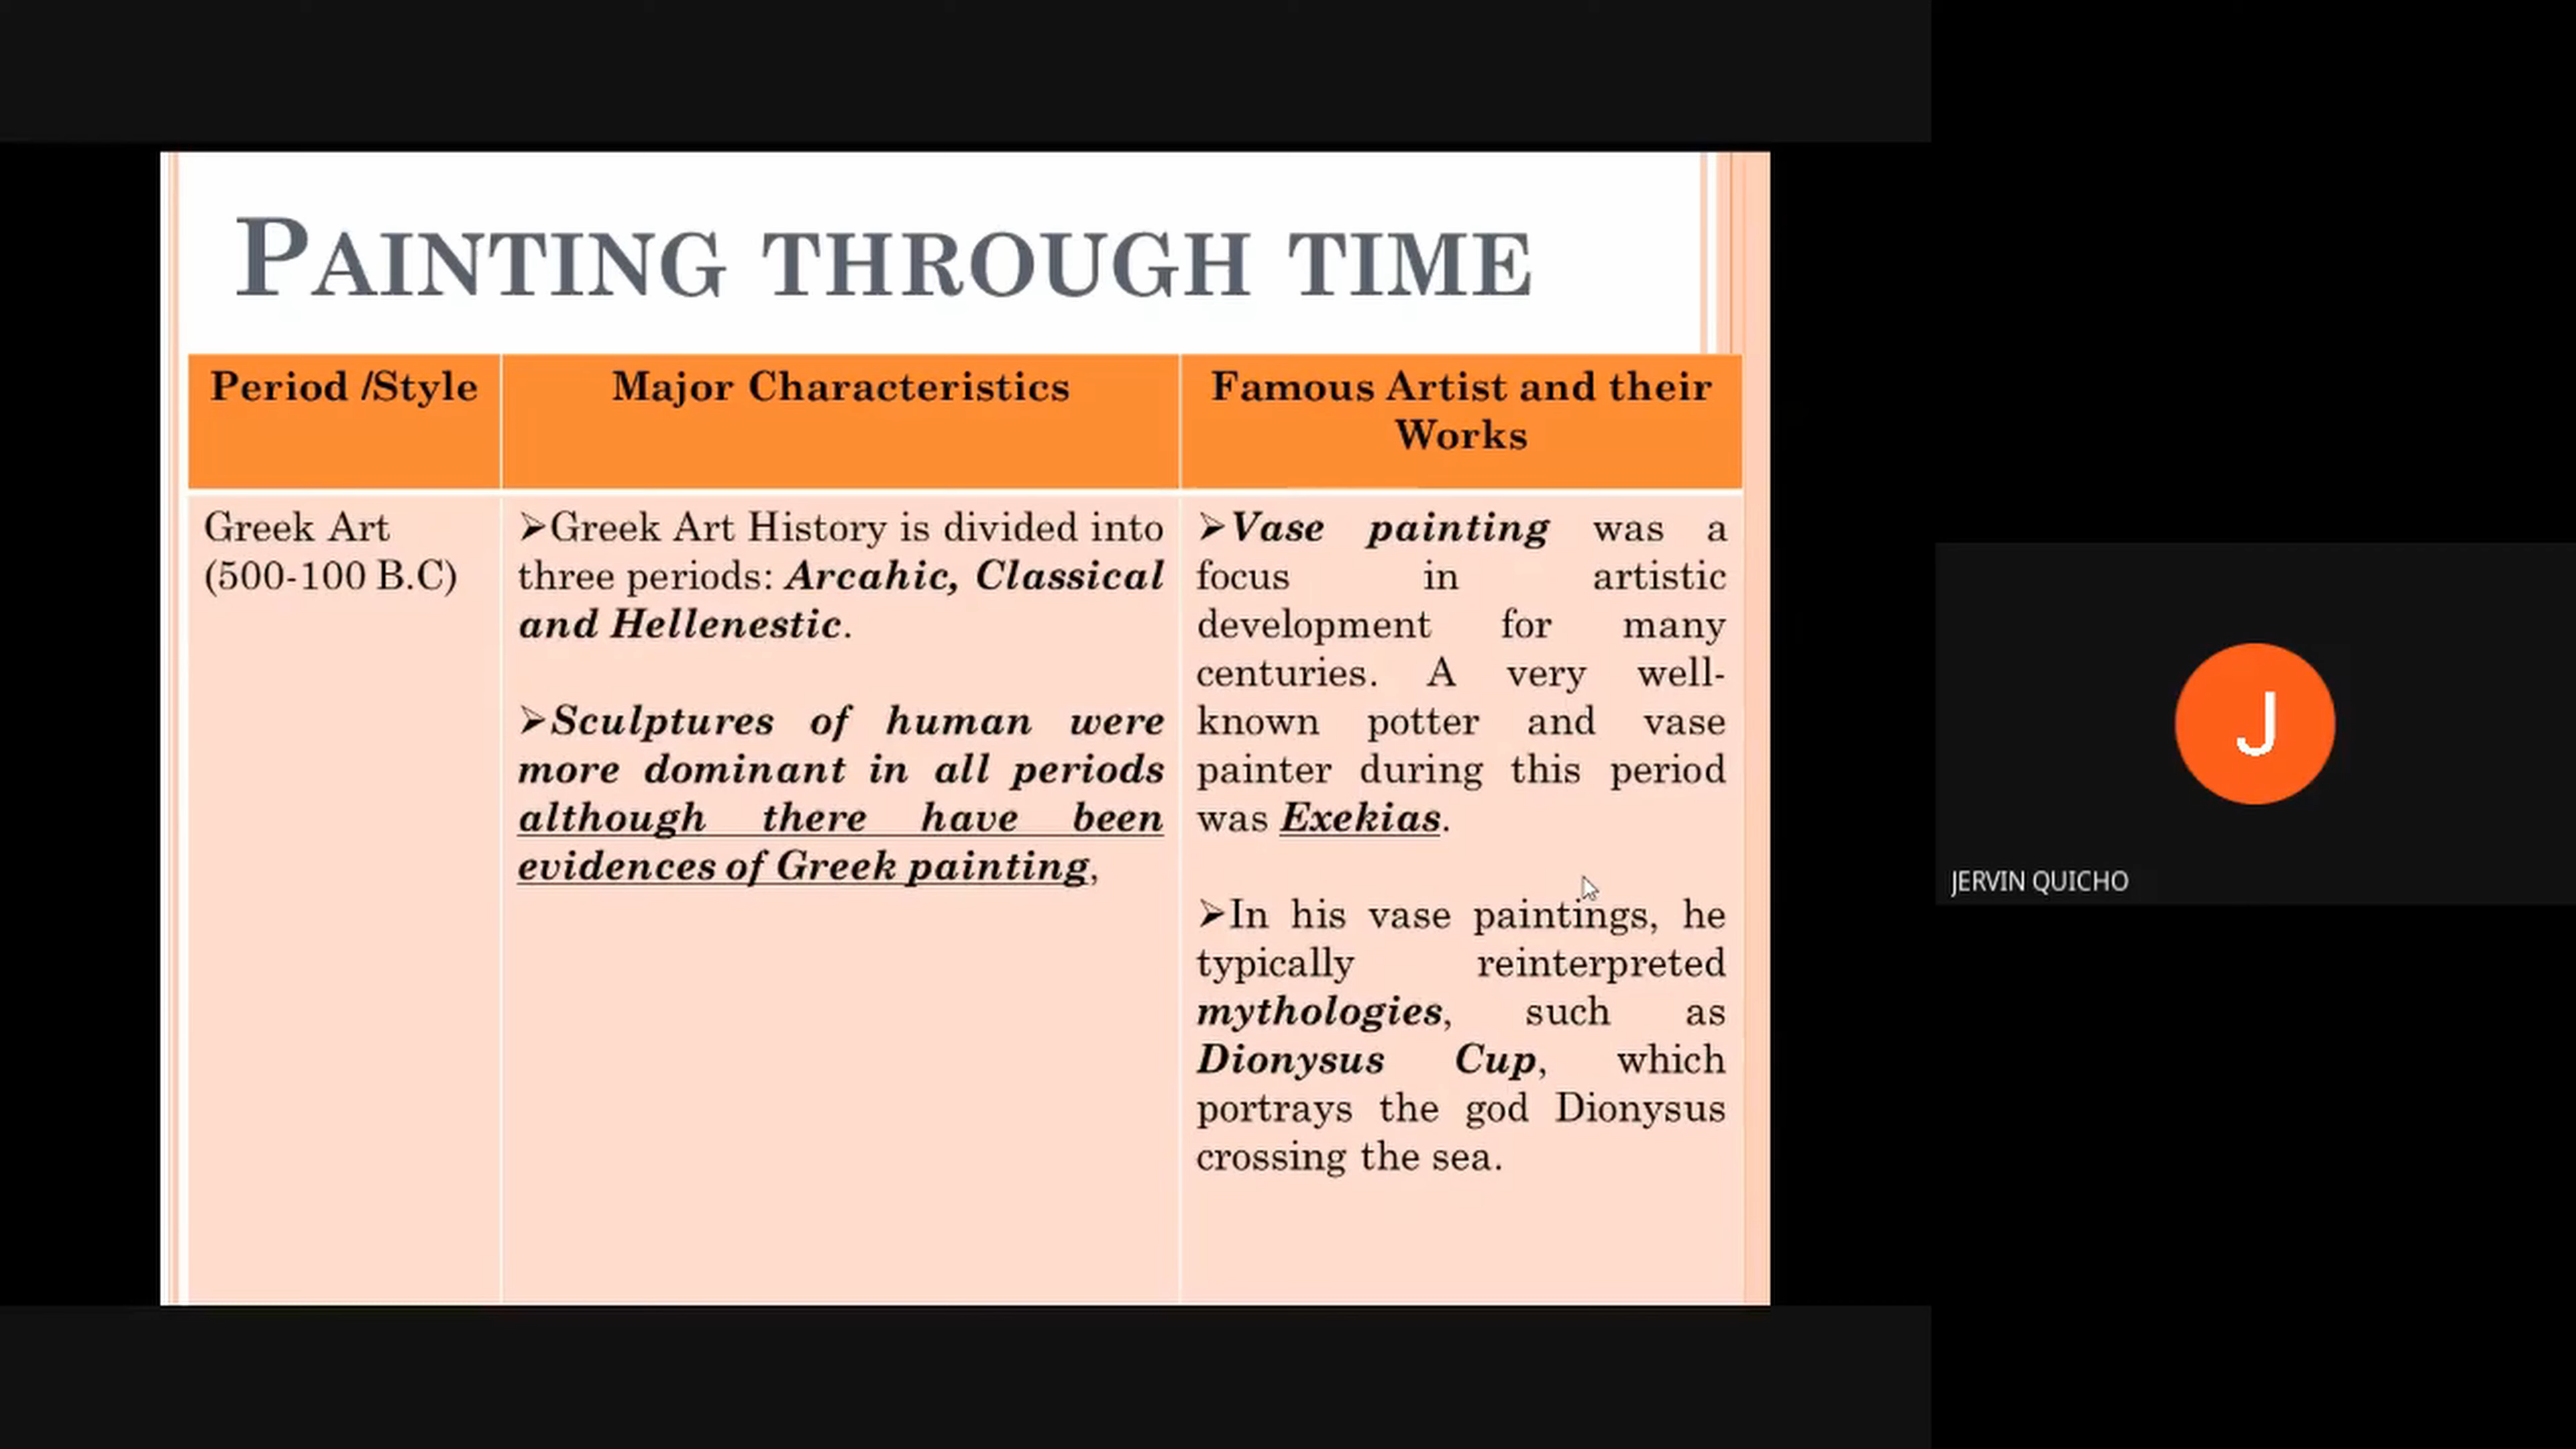 PAINTING THROUGH TIME
Period /Style
Major Characteristics
Famous Artist and their
Works
Greek Art
(500-100 B.C)
➢Greek Art History is divided into
three periods: Arcahic, Classical
and Hellenestic.
➢Sculptures of human were
more dominant in all periods
although there have been
evidences of Greek painting,
➢Vase painting was a
focus in artistic
development for many
centuries. A very well-
known potter and vase
painter during this period
was Exekias.
➢In his vase paintings, he
typically reinterpreted
mythologies, such as
Dionysus Cup, which
portrays the god Dionysus
crossing the sea.
J
JERVIN QUICHO